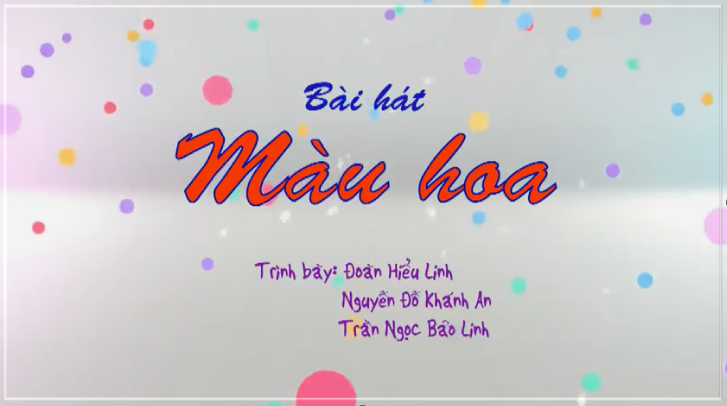 Bài hát
Màu hoa
Trình bày: Đoàn Hiểu Linh
Nguyễn Đỗ Khánh An
Trần Ngọc Bảo Linh